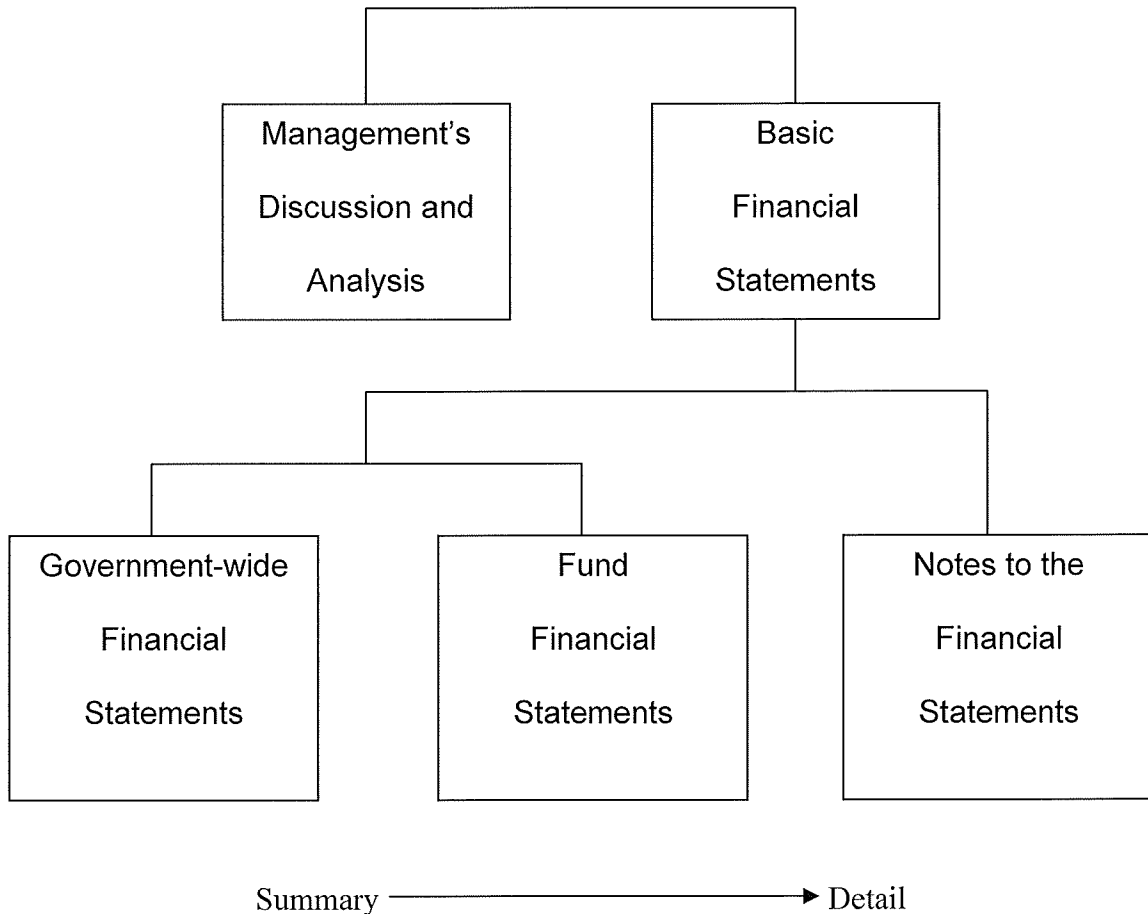 Management’s
Discussion and
Analysis
Basic
Financial
Statements
Government-wide
Financial
Statements
Fund
Financial
Statements
Notes to the
Financial
Statements
Summary Detail